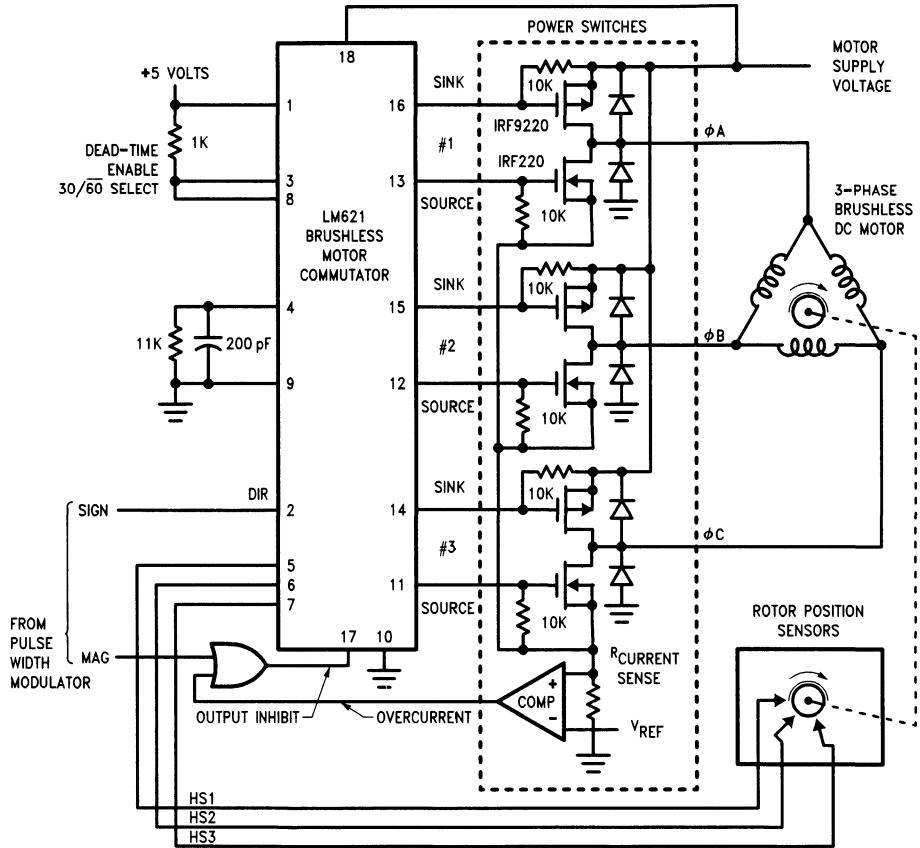 POWER SWITCHES
MOTOR
SUPPLY
VOLTAGE
18
+5 VOLTS
1
1K
DEAD-TIME
ENABLE
30/60 SELECT
3
8
LM621
BRUSHLESS
MOTOR
COMMUTATOR
16
SINK
10K
IRF9220
#1
IRF220
13
SOURCE
10K
ϕA
3-PHASE
BRUSHLESS
DC MOTOR
4
11K
200 pF
9
15
SINK
10K
#2
12
SOURCE
10K
ϕB
SIGN
DIR
2
14
SINK
10K
#3
11
SOURCE
10K
ϕC
5
6
7
FROM
PULSE
WIDTH
MODULATOR
MAG
17
10
OUTPUT INHIBIT
OVERCURRENT
COMP
+
−
RCURRENT
SENSE
VREF
ROTOR POSITION
SENSORS
HS1
HS2
HS3